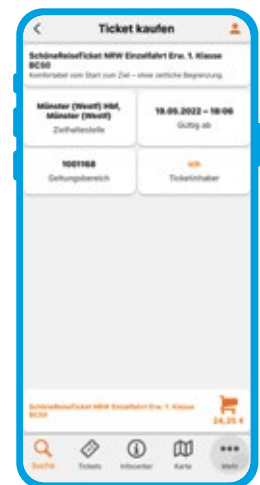 Ticket kaufen
SchöneReiseTicket NRW Einzelfahrt Erw. 1. Klasse
BC50
Komfortabel vom Start zum Ziel – ohne zeitliche Begrenzung.
Münster (Westf) Hbf,
Münster (Westf)
Zielhaltestelle
19.05.2022 – 18:06
Gültig ab
1001168
Geltungsbereich
Ich
Ticketinhaber
SchöneReiseTicket NRW Einzelfahrt Erw. 1. Klasse
BC50
24,25 €
Suche
Tickets
Infocenter
Karte
Mehr